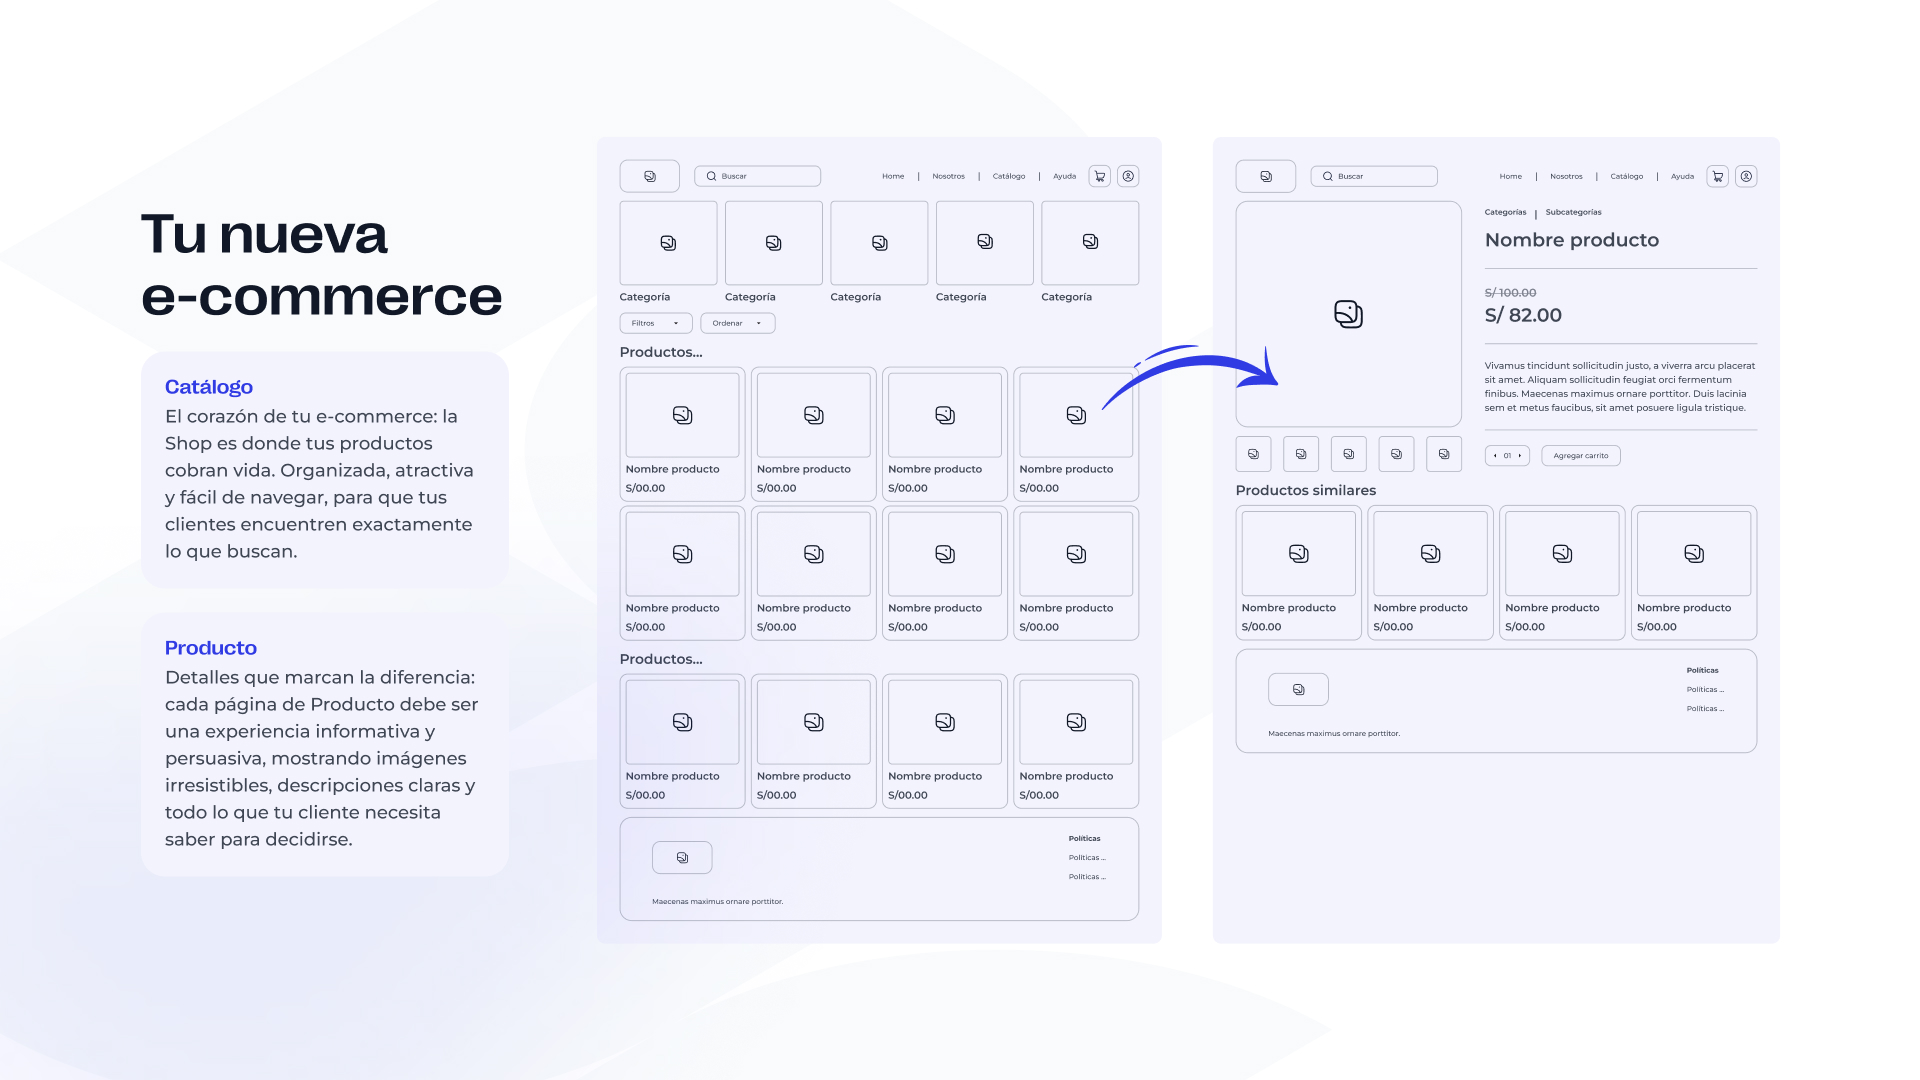 Tu nueva
e-commerce
Catálogo
El corazón de tu e-commerce: la
Shop es donde tus productos
cobran vida. Organizada, atractiva
y fácil de navegar, para que tus
clientes encuentren exactamente
lo que buscan.
Producto
Detalles que marcan la diferencia:
cada página de Producto debe ser
una experiencia informativa y
persuasiva, mostrando imágenes
irresistibles, descripciones claras y
todo lo que tu cliente necesita
saber para decidirse.
Buscar Home | Nosotros | Catálogo | Ayuda
Categoría Categoría Categoría Categoría Categoría
Filtros Ordenar
Productos...
Nombre producto Nombre producto Nombre producto Nombre producto
S/00.00 S/00.00 S/00.00 S/00.00
Nombre producto Nombre producto Nombre producto Nombre producto
S/00.00 S/00.00 S/00.00 S/00.00
Productos...
Nombre producto Nombre producto Nombre producto Nombre producto
S/00.00 S/00.00 S/00.00 S/00.00
Políticas
Políticas ...
Políticas ...
Maecenas maximus ornare porttitor.
Buscar Home | Nosotros | Catálogo | Ayuda
Categorías | Subcategorías
Nombre producto
S/ 100.00
S/ 82.00
Vivamus tincidunt sollicitudin justo, a viverra arcu placerat
sit amet. Aliquam sollicitudin feugiat orci fermentum
finibus. Maecenas maximus ornare porttitor. Duis lacinia
sem et metus faucibus, sit amet posuere ligula tristique.
01 Agregar carrito
Productos similares
Nombre producto Nombre producto Nombre producto Nombre producto
S/00.00 S/00.00 S/00.00 S/00.00
Políticas
Políticas ...
Políticas ...
Maecenas maximus ornare porttitor.